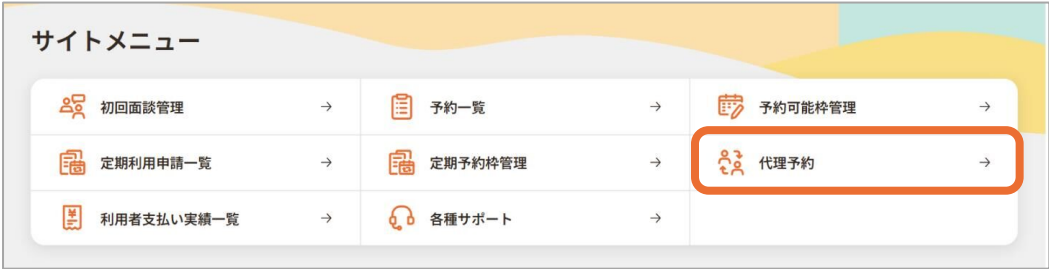 サイトメニュー
初回面談管理 →
予約一覧 →
予約可能枠管理 →
定期利用申請一覧 →
定期予約枠管理 →
代理予約 →
利用者支払い実績一覧 →
各種サポート →